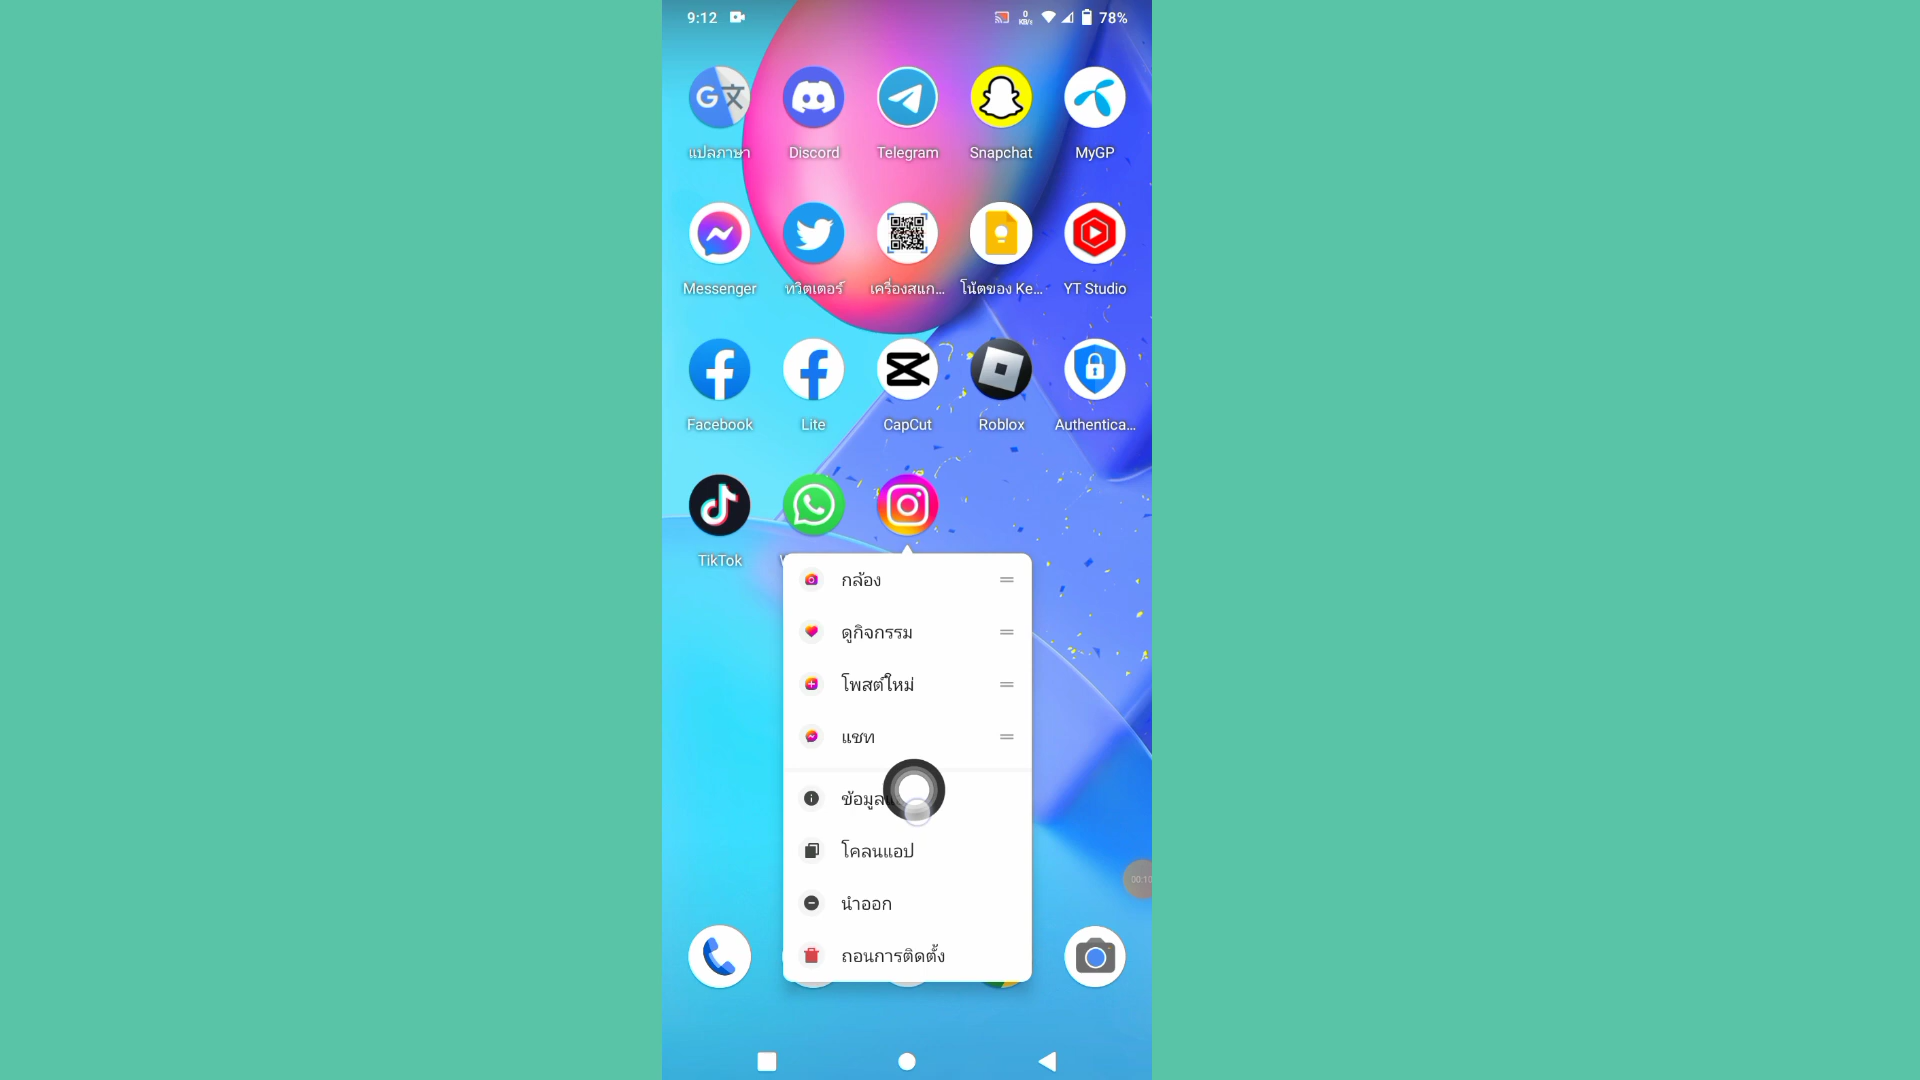 9:12
0
KB/s
78%
แปลภาษา
Discord
Telegram
Snapchat
MyGP
Messenger
ทวิตเตอร์
เครื่องสแก...
โน้ตของ Ke...
YT Studio
Facebook
Lite
CapCut
Roblox
Authentica...
TikTok
กล้อง
ดูกิจกรรม
โพสต์ใหม่
แชท
โคลนแอป
นำออก
ถอนการติดตั้ง